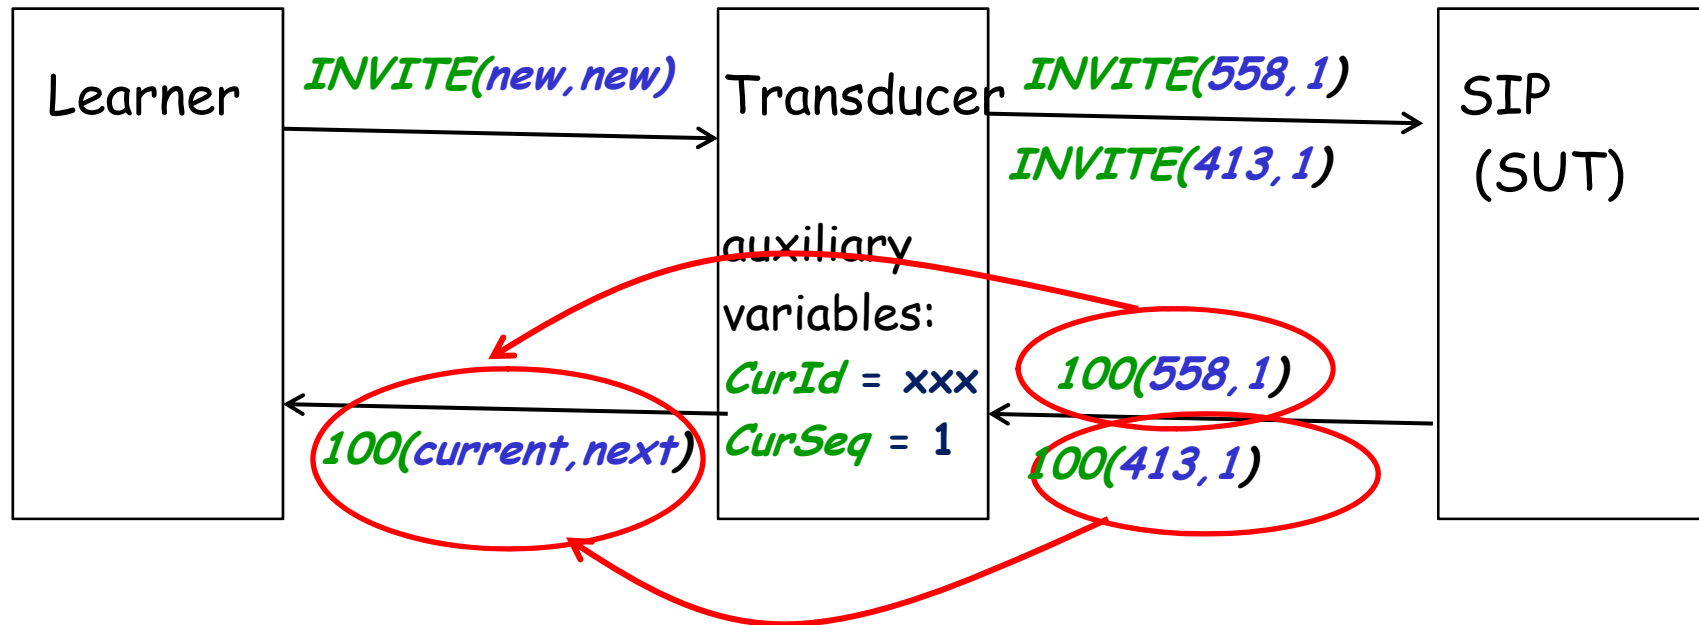 Learner
INVITE(new,new)
100(current,next)
Transducer
auxiliary
variables:
CurId = xxx
CurSeq = 1
INVITE(558,1)
INVITE(413,1)
100(558,1)
100(413,1)
SIP
(SUT)